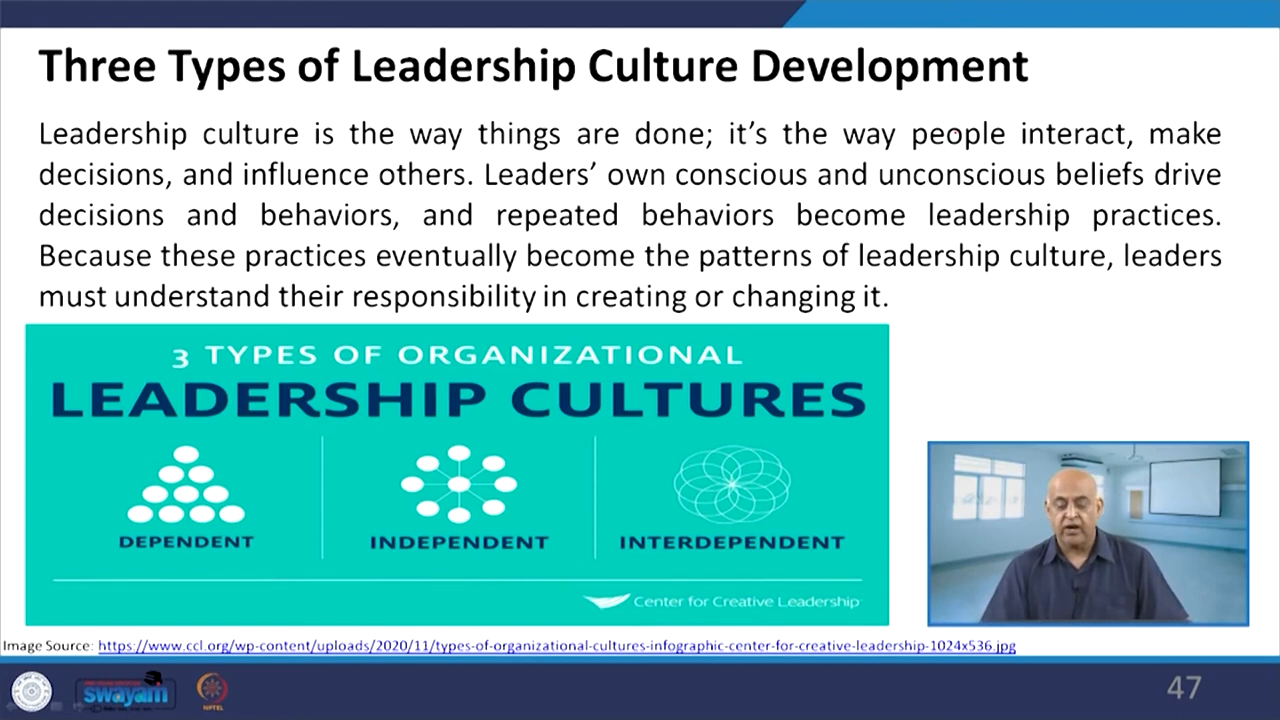 Three Types of Leadership Culture Development
Leadership culture is the way things are done; it's the way people interact, make
decisions, and influence others. Leaders' own conscious and unconscious beliefs drive
decisions and behaviors, and repeated behaviors become leadership practices.
Because these practices eventually become the patterns of leadership culture, leaders
must understand their responsibility in creating or changing it.
3 TYPES OF ORGANIZATIONAL
LEADERSHIP CULTURES
DEPENDENT
INDEPENDENT
INTERDEPENDENT
Center for Creative Leadership
Image Source: https://www.ccl.org/wp-content/uploads/2020/11/types-of-organizational-cultures-infographic-center-for-creative-leadership-1024x536.jpg
swayam
NPTEL
47